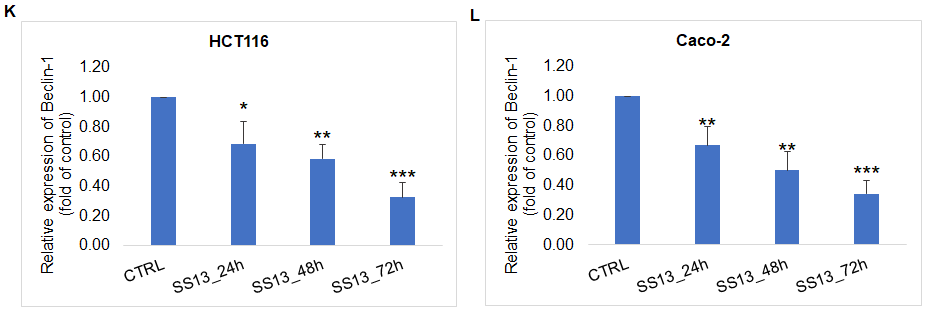 K
HCT116
Relative expression of Beclin-1
(fold of control)
1.20
1.00
0.80
0.60
0.40
0.20
0.00
*
**
***
CTRL
SS13_24h
SS13_48h
SS13_72h
L
Caco-2
Relative expression of Beclin-1
(fold of control)
1.20
1.00
0.80
0.60
0.40
0.20
0.00
**
**
***
CTRL
SS13_24h
SS13_48h
SS13_72h